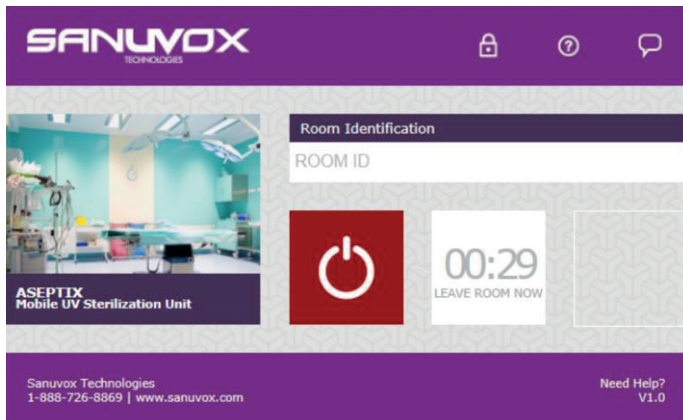 SANUVOX
TECHNOLOGIES
Room Identification
ROOM ID
00:29
LEAVE ROOM NOW
ASEPTIX
Mobile UV Sterilization Unit
Sanuvox Technologies
1-888-726-8869 | www.sanuvox.com
Need Help?
V1.0